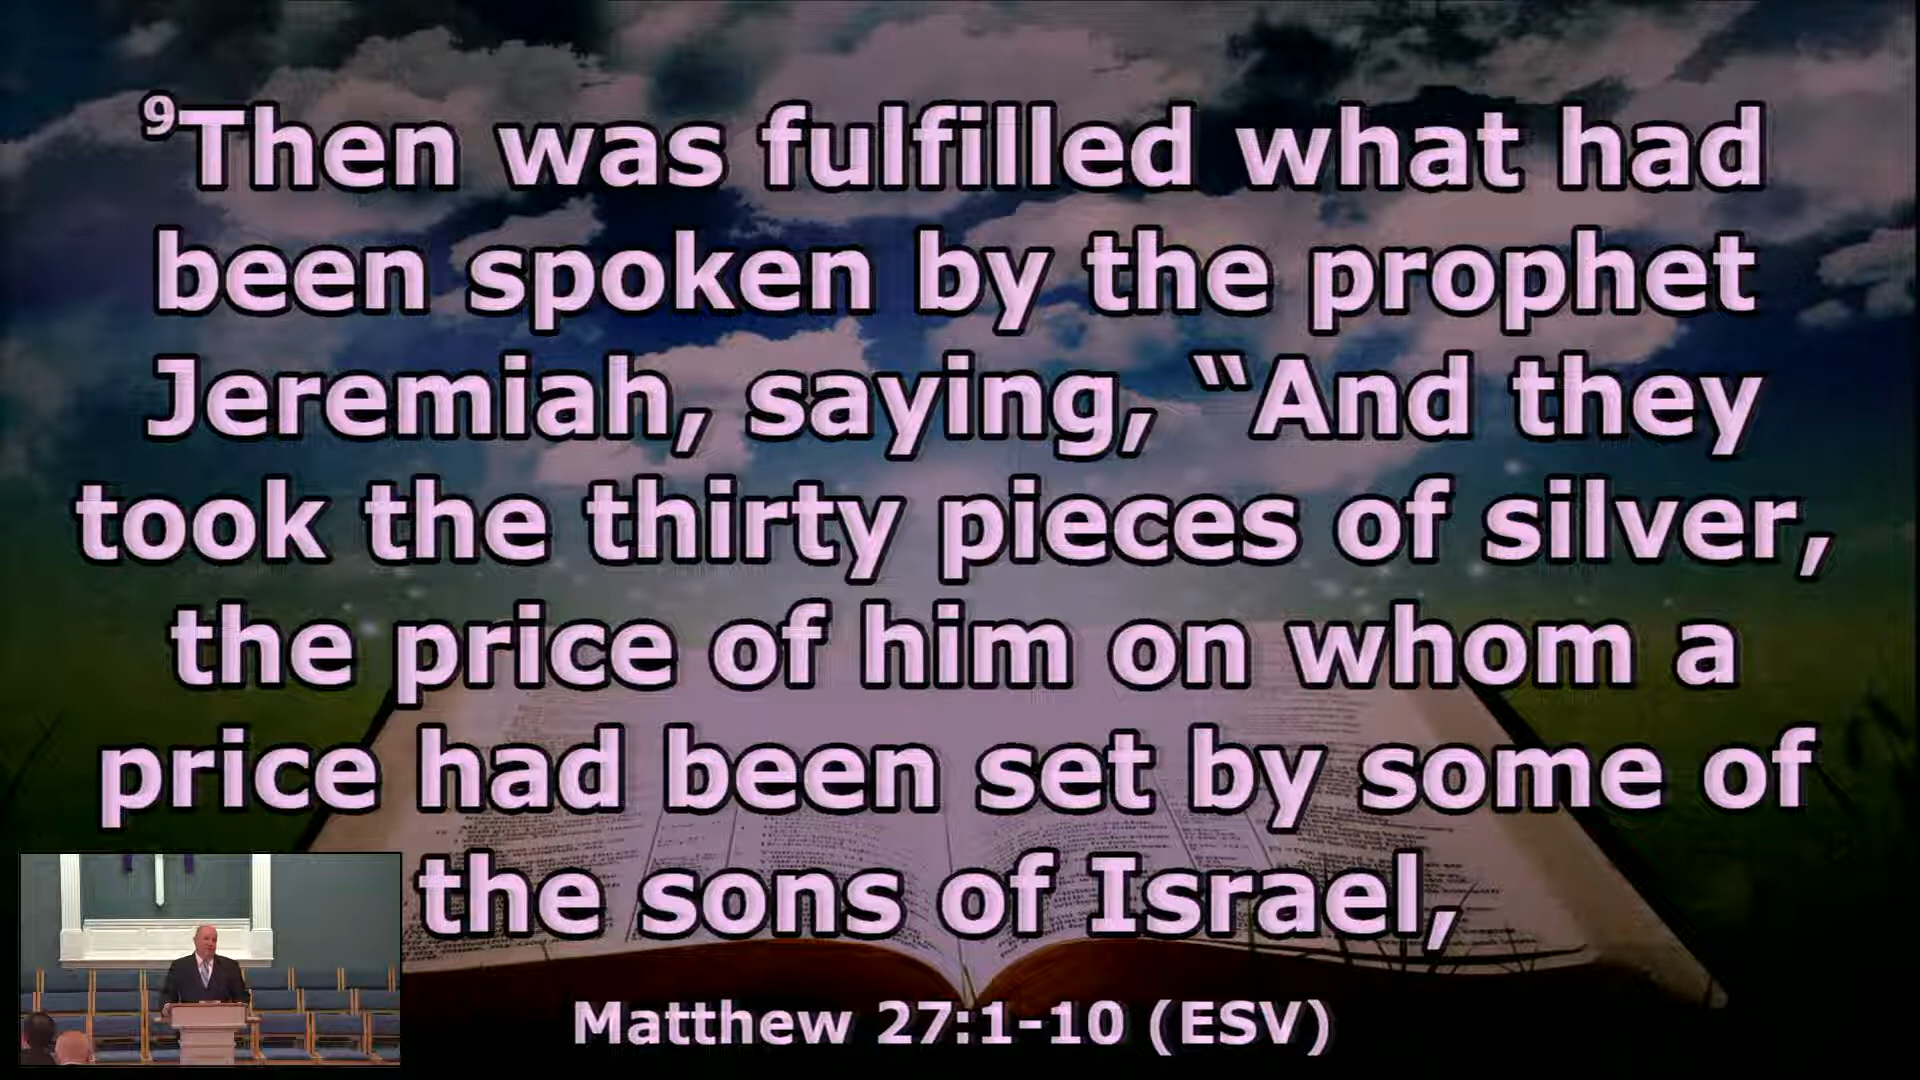 ⁹Then was fulfilled what had
been spoken by the prophet
Jeremiah, saying, “And they
took the thirty pieces of silver,
the price of him on whom a
price had been set by some of
the sons of Israel,
Matthew 27:1-10 (ESV)